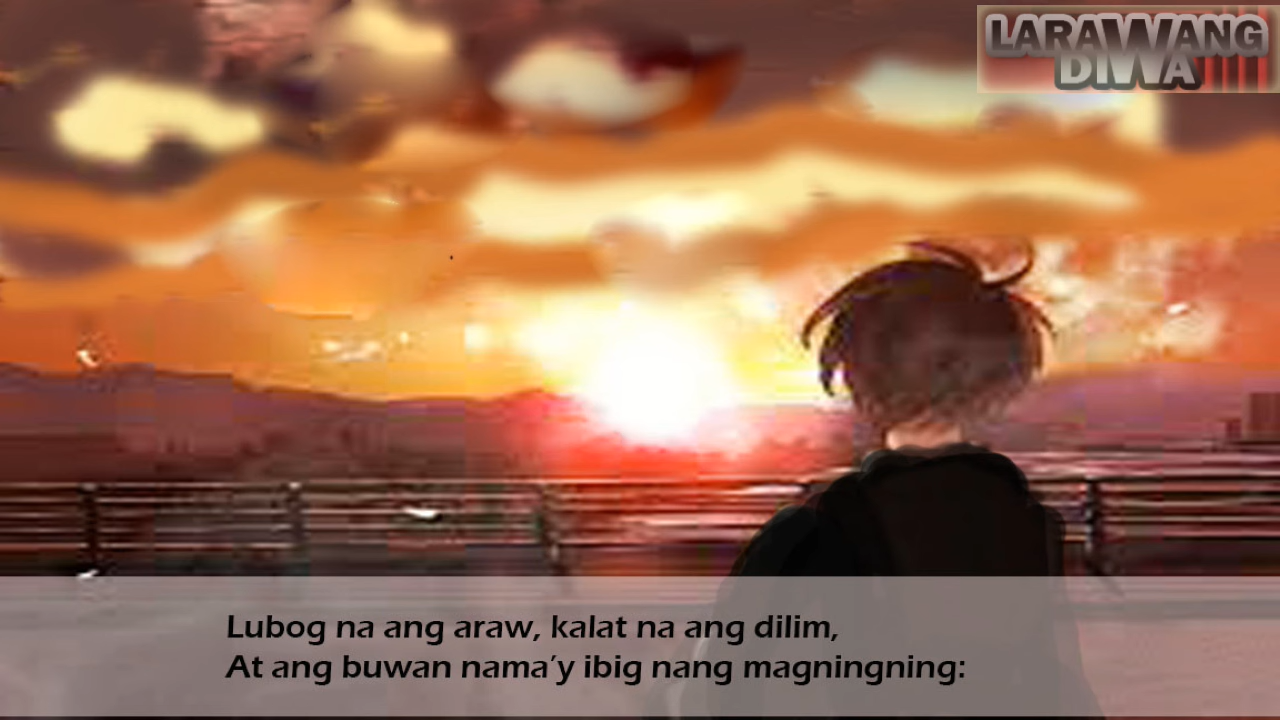 LARAWANG
DIWA
Lubog na ang araw, kalat na ang dilim,
At ang buwan nama'y ibig nang magningning: